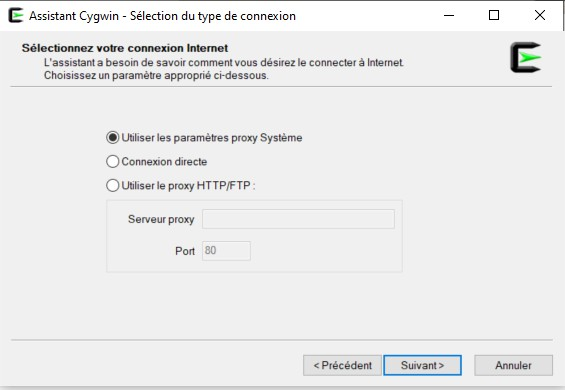 Assistant Cygwin - Sélection du type de connexion
Sélectionnez votre connexion Internet
L'assistant a besoin de savoir comment vous désirez le connecter à Internet.
Choisissez un paramètre approprié ci-dessous.
Utiliser les paramètres proxy Système
Connexion directe
Utiliser le proxy HTTP/FTP :
Serveur proxy
Port 80
< Précédent Suivant > Annuler